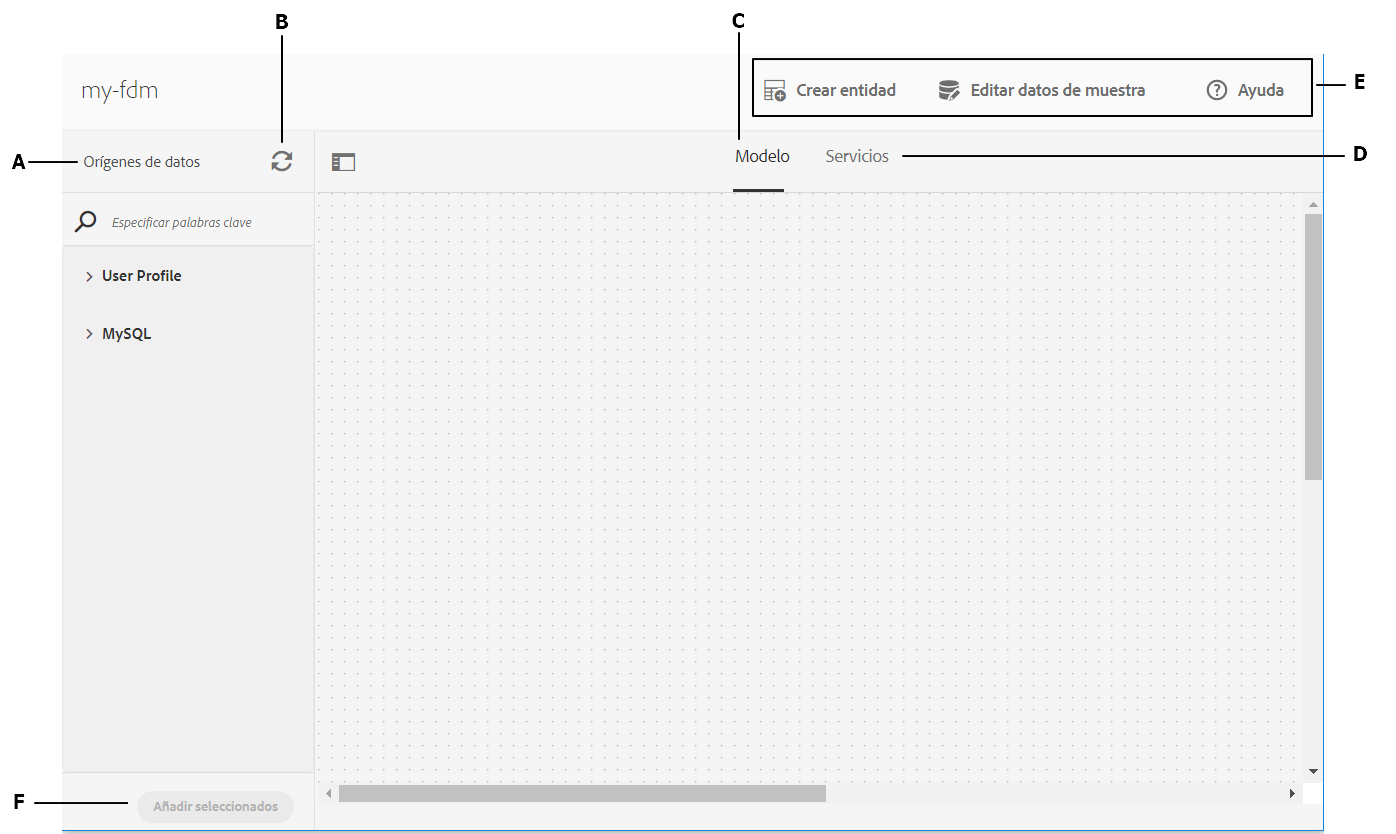 B
C
my-fdm
Crear entidad
Editar datos de muestra
? Ayuda
E
A
Orígenes de datos
Modelo
Servicios
D
Especificar palabras clave
User Profile
MySQL
F
Añadir seleccionados